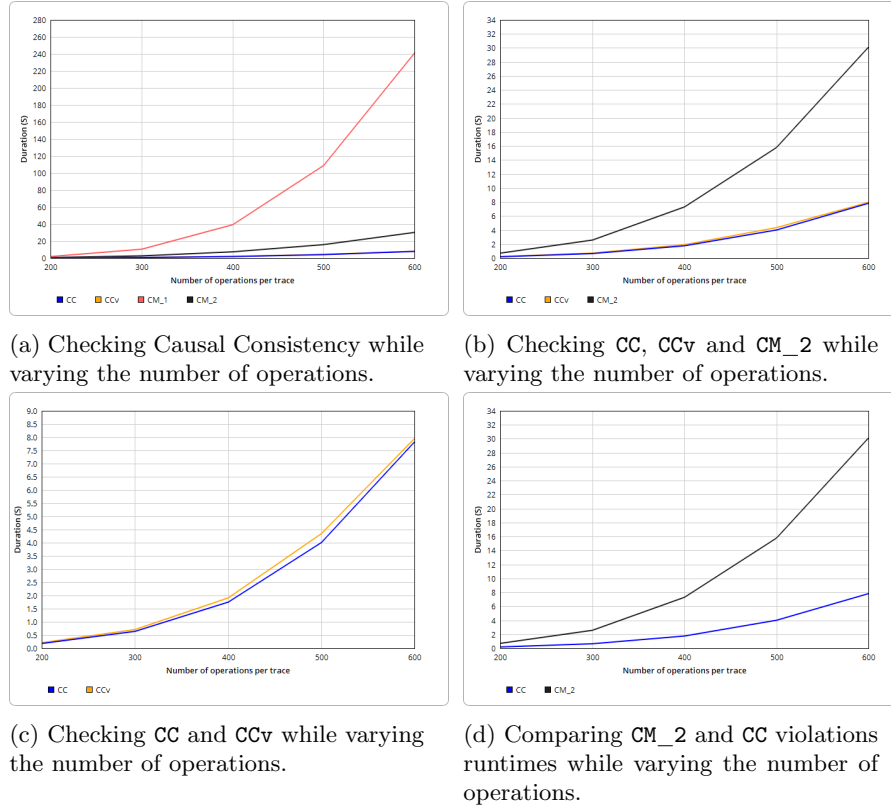 280
260
240
220
200
180
160
140
120
100
80
60
40
20
0
Duration (S)
200 300 400 500 600
Number of operations per trace
CC CCv CM_1 CM_2
(a) Checking Causal Consistency while
varying the number of operations.
34
32
30
28
26
24
22
20
18
16
14
12
10
8
6
4
2
0
Duration (S)
200 300 400 500 600
Number of operations per trace
CC CCv CM_2
(b) Checking CC, CCv and CM_2 while
varying the number of operations.
9.0
8.5
8.0
7.5
7.0
6.5
6.0
5.5
5.0
4.5
4.0
3.5
3.0
2.5
2.0
1.5
1.0
0.5
0.0
Duration (S)
200 300 400 500 600
Number of operations per trace
CC CCv
(c) Checking CC and CCv while varying
the number of operations.
34
32
30
28
26
24
22
20
18
16
14
12
10
8
6
4
2
0
Duration (S)
200 300 400 500 600
Number of operations per trace
CC CM_2
(d) Comparing CM_2 and CC violations
runtimes while varying the number of
operations.